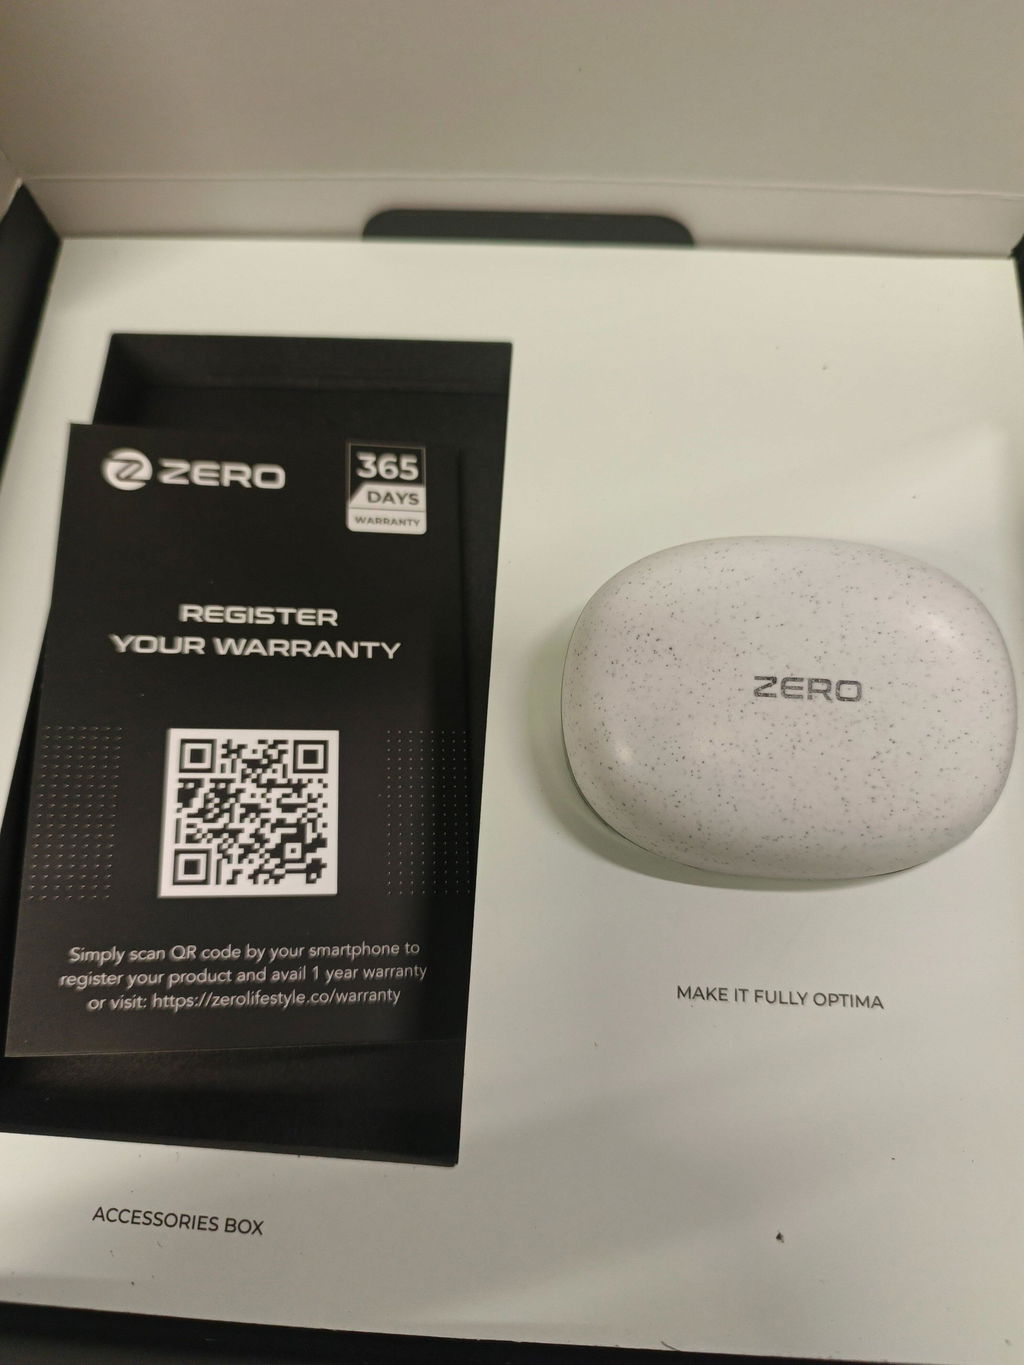 ZERO
365
DAYS
WARRANTY
REGISTER
YOUR WARRANTY
Simply scan QR code by your smartphone to
register your product and avail 1 year warranty
or visit: https://zerolifestyle.co/warranty
ACCESSORIES BOX
ZERO
MAKE IT FULLY OPTIMA